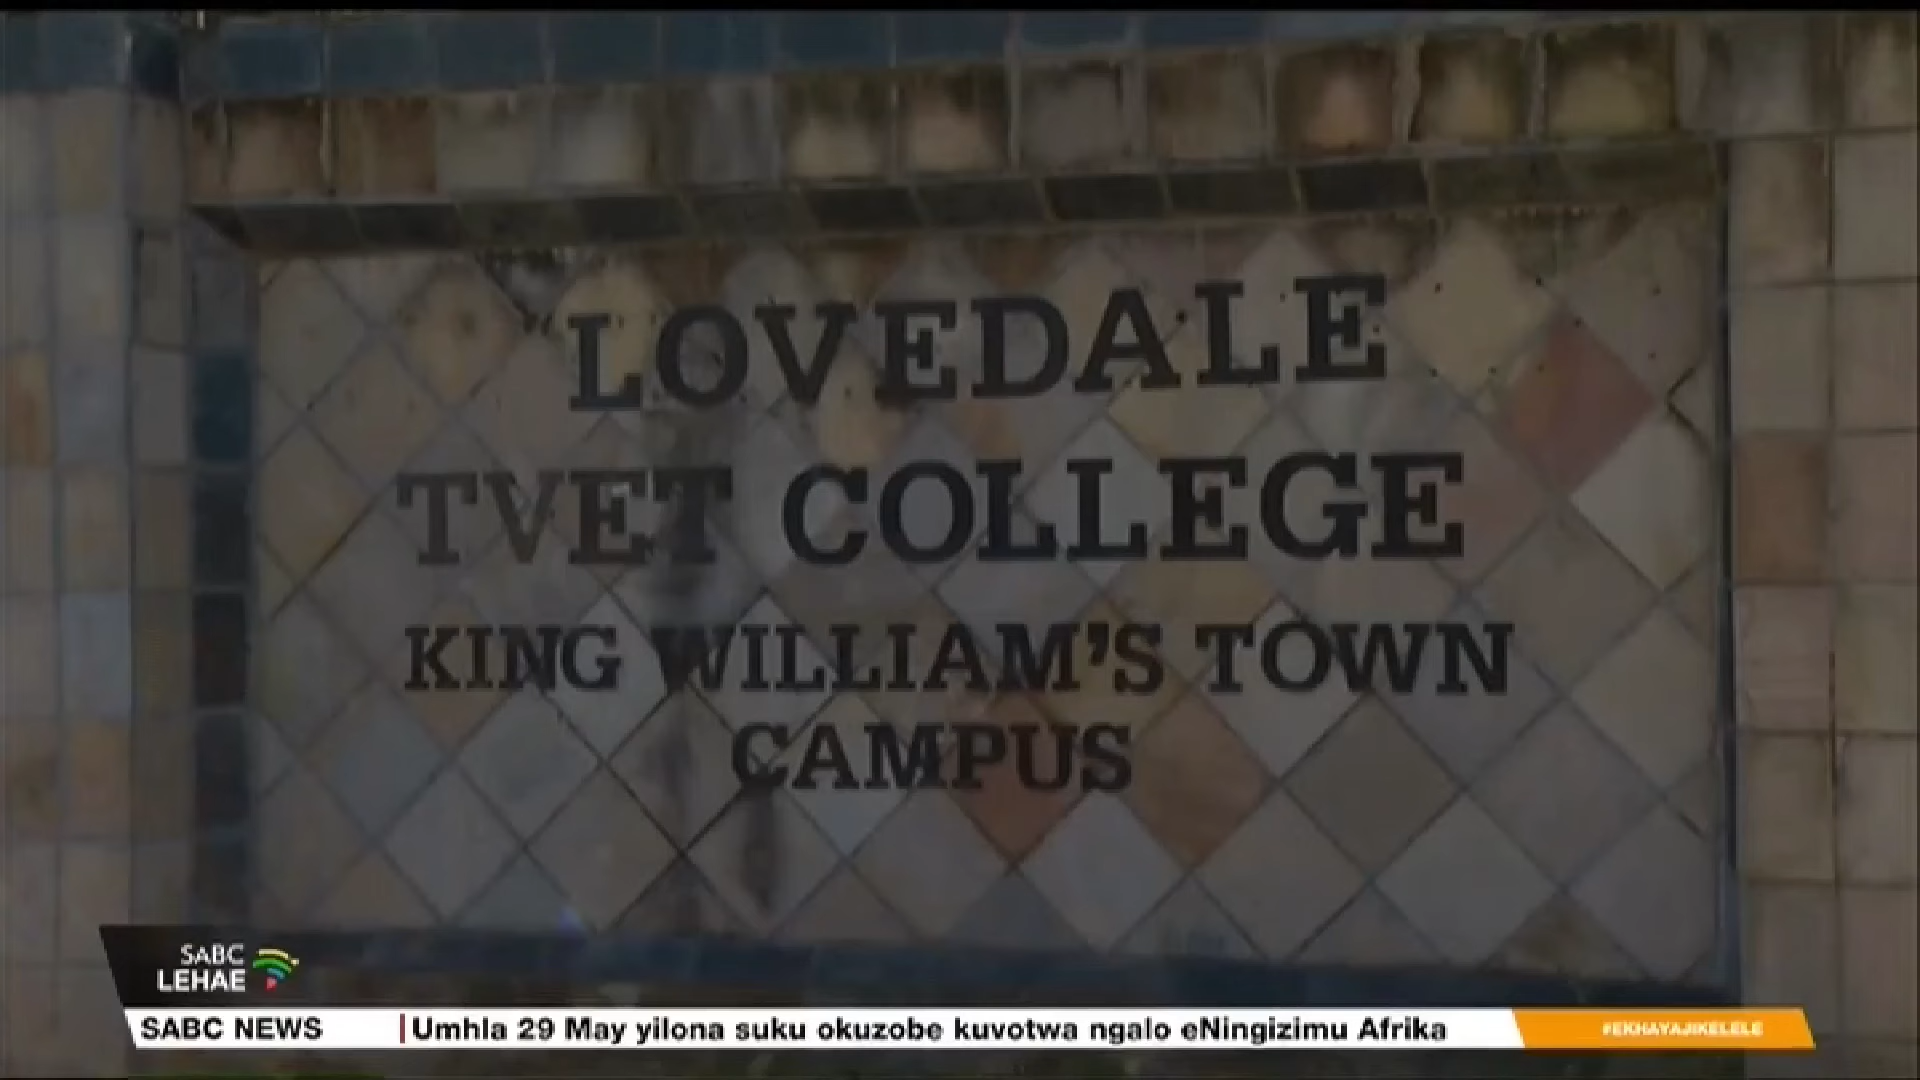 LOVEDALE
TVET COLLEGE
KING WILLIAM'S TOWN
CAMPUS
SABC
LEHAE
SABC NEWS
Umhla 29 May yilona suku okuzobe kuvotwa ngalo eNingizimu Afrika
#EKHAYAJIKELELE